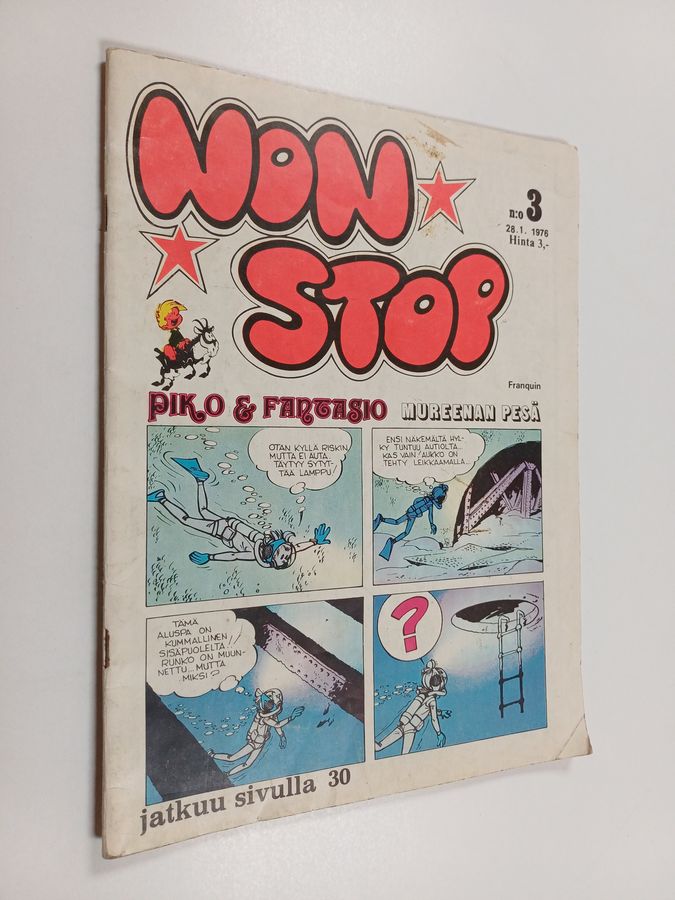 NON
STOP
n:o 3
28.1. 1976
Hinta 3,-
Franquin
PIKO & FANTASIO
MUREENAN PESÄ
OTAN KYLLÄ RISKIN
MUTTA EI AUTA.
TÄYTYY SYTYT-
TÄÄ LAMPPU!
ENSI NÄKEMÄLTÄ HYL-
KY TUNTUU AUTIOLTA...
KAS VAIN! AUKKO ON
TEHTY LEIKKAAMALLA...
TÄMÄ
ALUSPA ON
KUMMALLINEN
SISÄPUOLELTA!!
RUNKO ON MUUN-
NETTU... MUTTA
MIKSI?
?
jatkuu sivulla 30